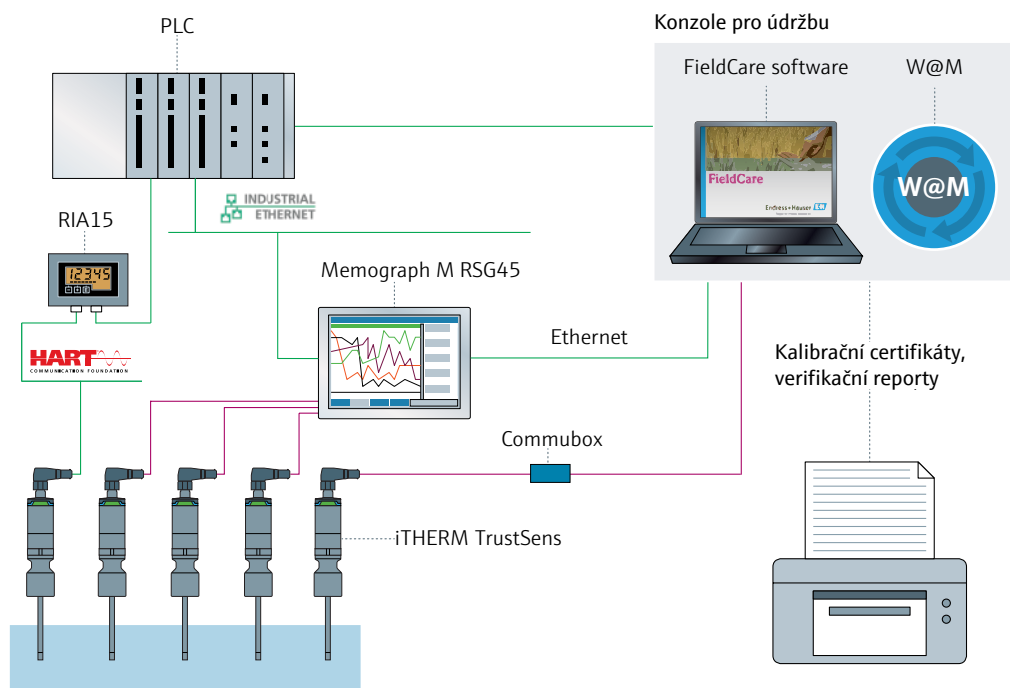 PLC
Konzole pro údržbu
FieldCare software
W@M
FieldCare
Endress+Hauser
W@M
INDUSTRIAL
ETHERNET
RIA15
12345
Memograph M RSG45
Ethernet
HART
COMMUNICATION FOUNDATION
Kalibrační certifikáty,
verifikační reporty
Commubox
iTHERM TrustSens